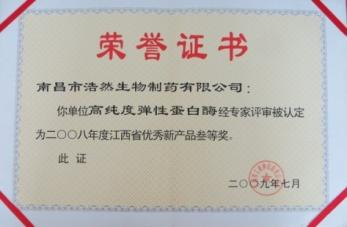 荣誉证书
南昌市浩然生物制药有限公司：
你单位高纯度弹性蛋白酶经专家评审被认定
为二〇〇八年度江西省优秀新产品叁等奖。
此证
二〇〇九年七月